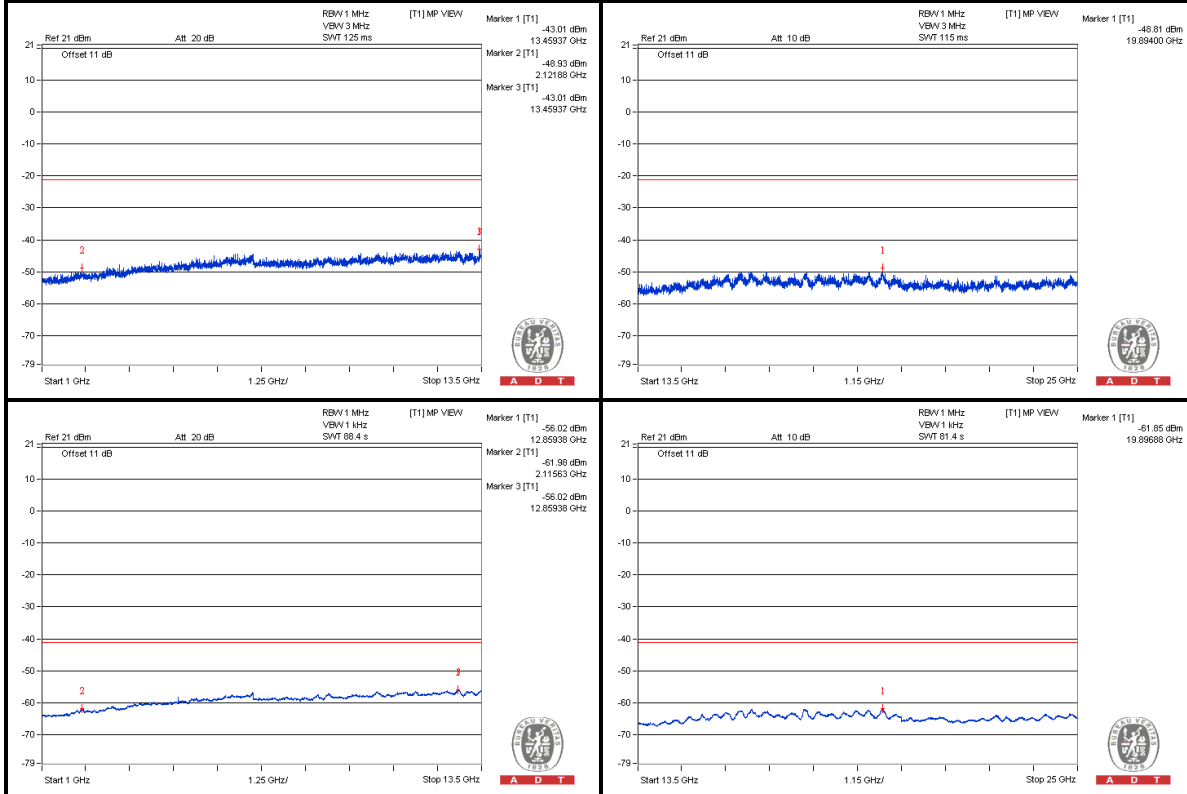 RBW 1 MHz [T1] MP VIEW
VBW 3 MHz
Ref 21 dBm Att 20 dB SWT 125 ms
Marker 1 [T1]
-43.01 dBm
13.45937 GHz
Marker 2 [T1]
-48.93 dBm
2.12188 GHz
Marker 3 [T1]
-43.01 dBm
13.45937 GHz
21
Offset 11 dB
10
0
-10
-20
-30
-40
-50
-60
-70
-79
2
Start 1 GHz 1.25 GHz/ Stop 13.5 GHz
BUREAU VERITAS
1828
A D T
RBW 1 MHz [T1] MP VIEW
VBW 3 MHz
Ref 21 dBm Att 10 dB SWT 115 ms
Marker 1 [T1]
-48.81 dBm
19.89400 GHz
21
Offset 11 dB
10
0
-10
-20
-30
-40
-50
-60
-70
-79
1
Start 13.5 GHz 1.15 GHz/ Stop 25 GHz
BUREAU VERITAS
1828
A D T
RBW 1 MHz [T1] MP VIEW
VBW 1 kHz
Ref 21 dBm Att 20 dB SWT 88.4 s
Marker 1 [T1]
-56.02 dBm
12.85938 GHz
Marker 2 [T1]
-61.98 dBm
2.11563 GHz
Marker 3 [T1]
-56.02 dBm
12.85938 GHz
21
Offset 11 dB
10
0
-10
-20
-30
-40
-50
-60
-70
-79
2
Start 1 GHz 1.25 GHz/ Stop 13.5 GHz
BUREAU VERITAS
1828
A D T
RBW 1 MHz [T1] MP VIEW
VBW 1 kHz
Ref 21 dBm Att 10 dB SWT 81.4 s
Marker 1 [T1]
-61.85 dBm
19.89688 GHz
21
Offset 11 dB
10
0
-10
-20
-30
-40
-50
-60
-70
-79
1
Start 13.5 GHz 1.15 GHz/ Stop 25 GHz
BUREAU VERITAS
1828
A D T